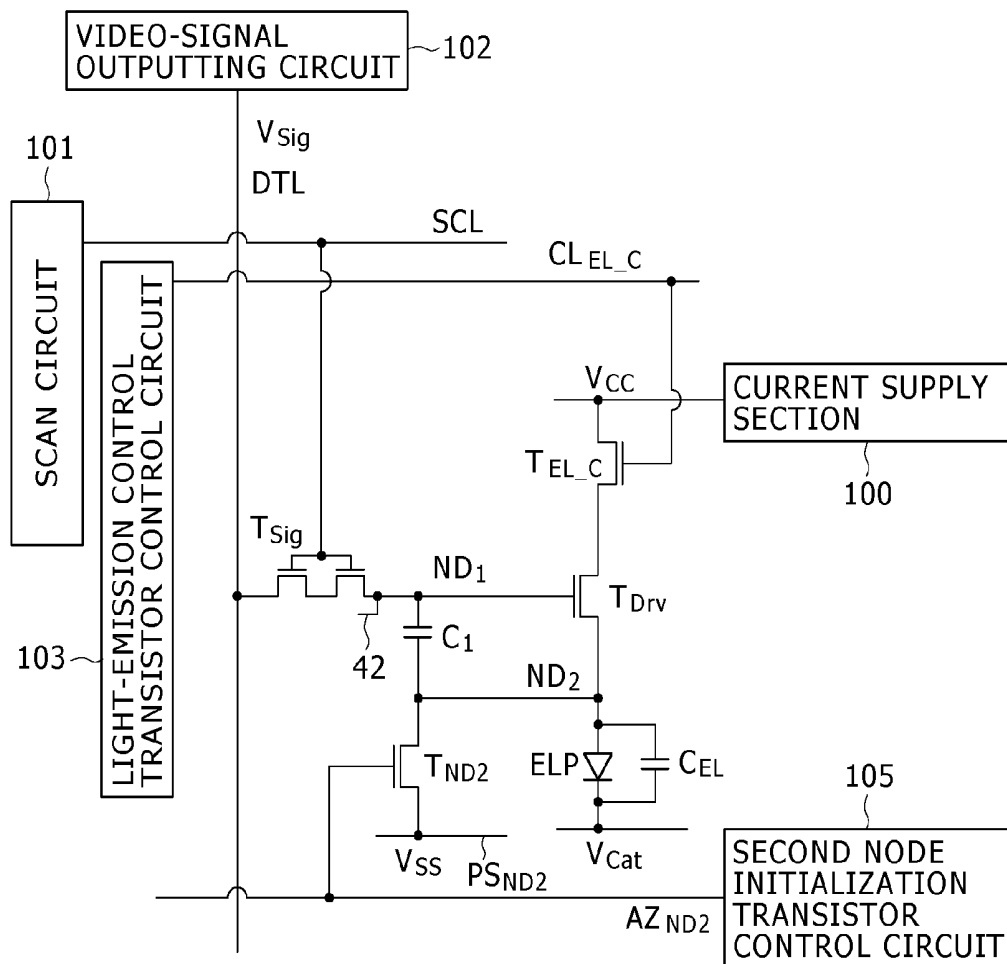 VIDEO-SIGNAL
OUTPUTTING CIRCUIT
102
V_Sig
DTL
101
SCAN CIRCUIT
SCL
CL_EL_C
LIGHT-EMISSION CONTROL
TRANSISTOR CONTROL CIRCUIT
103
V_CC
CURRENT SUPPLY
SECTION
100
T_EL_C
T_Sig
ND_1
T_Drv
42
C_1
ND_2
T_ND2
ELP
C_EL
V_SS
PS_ND2
V_Cat
105
SECOND NODE
INITIALIZATION
TRANSISTOR
CONTROL CIRCUIT
AZ_ND2